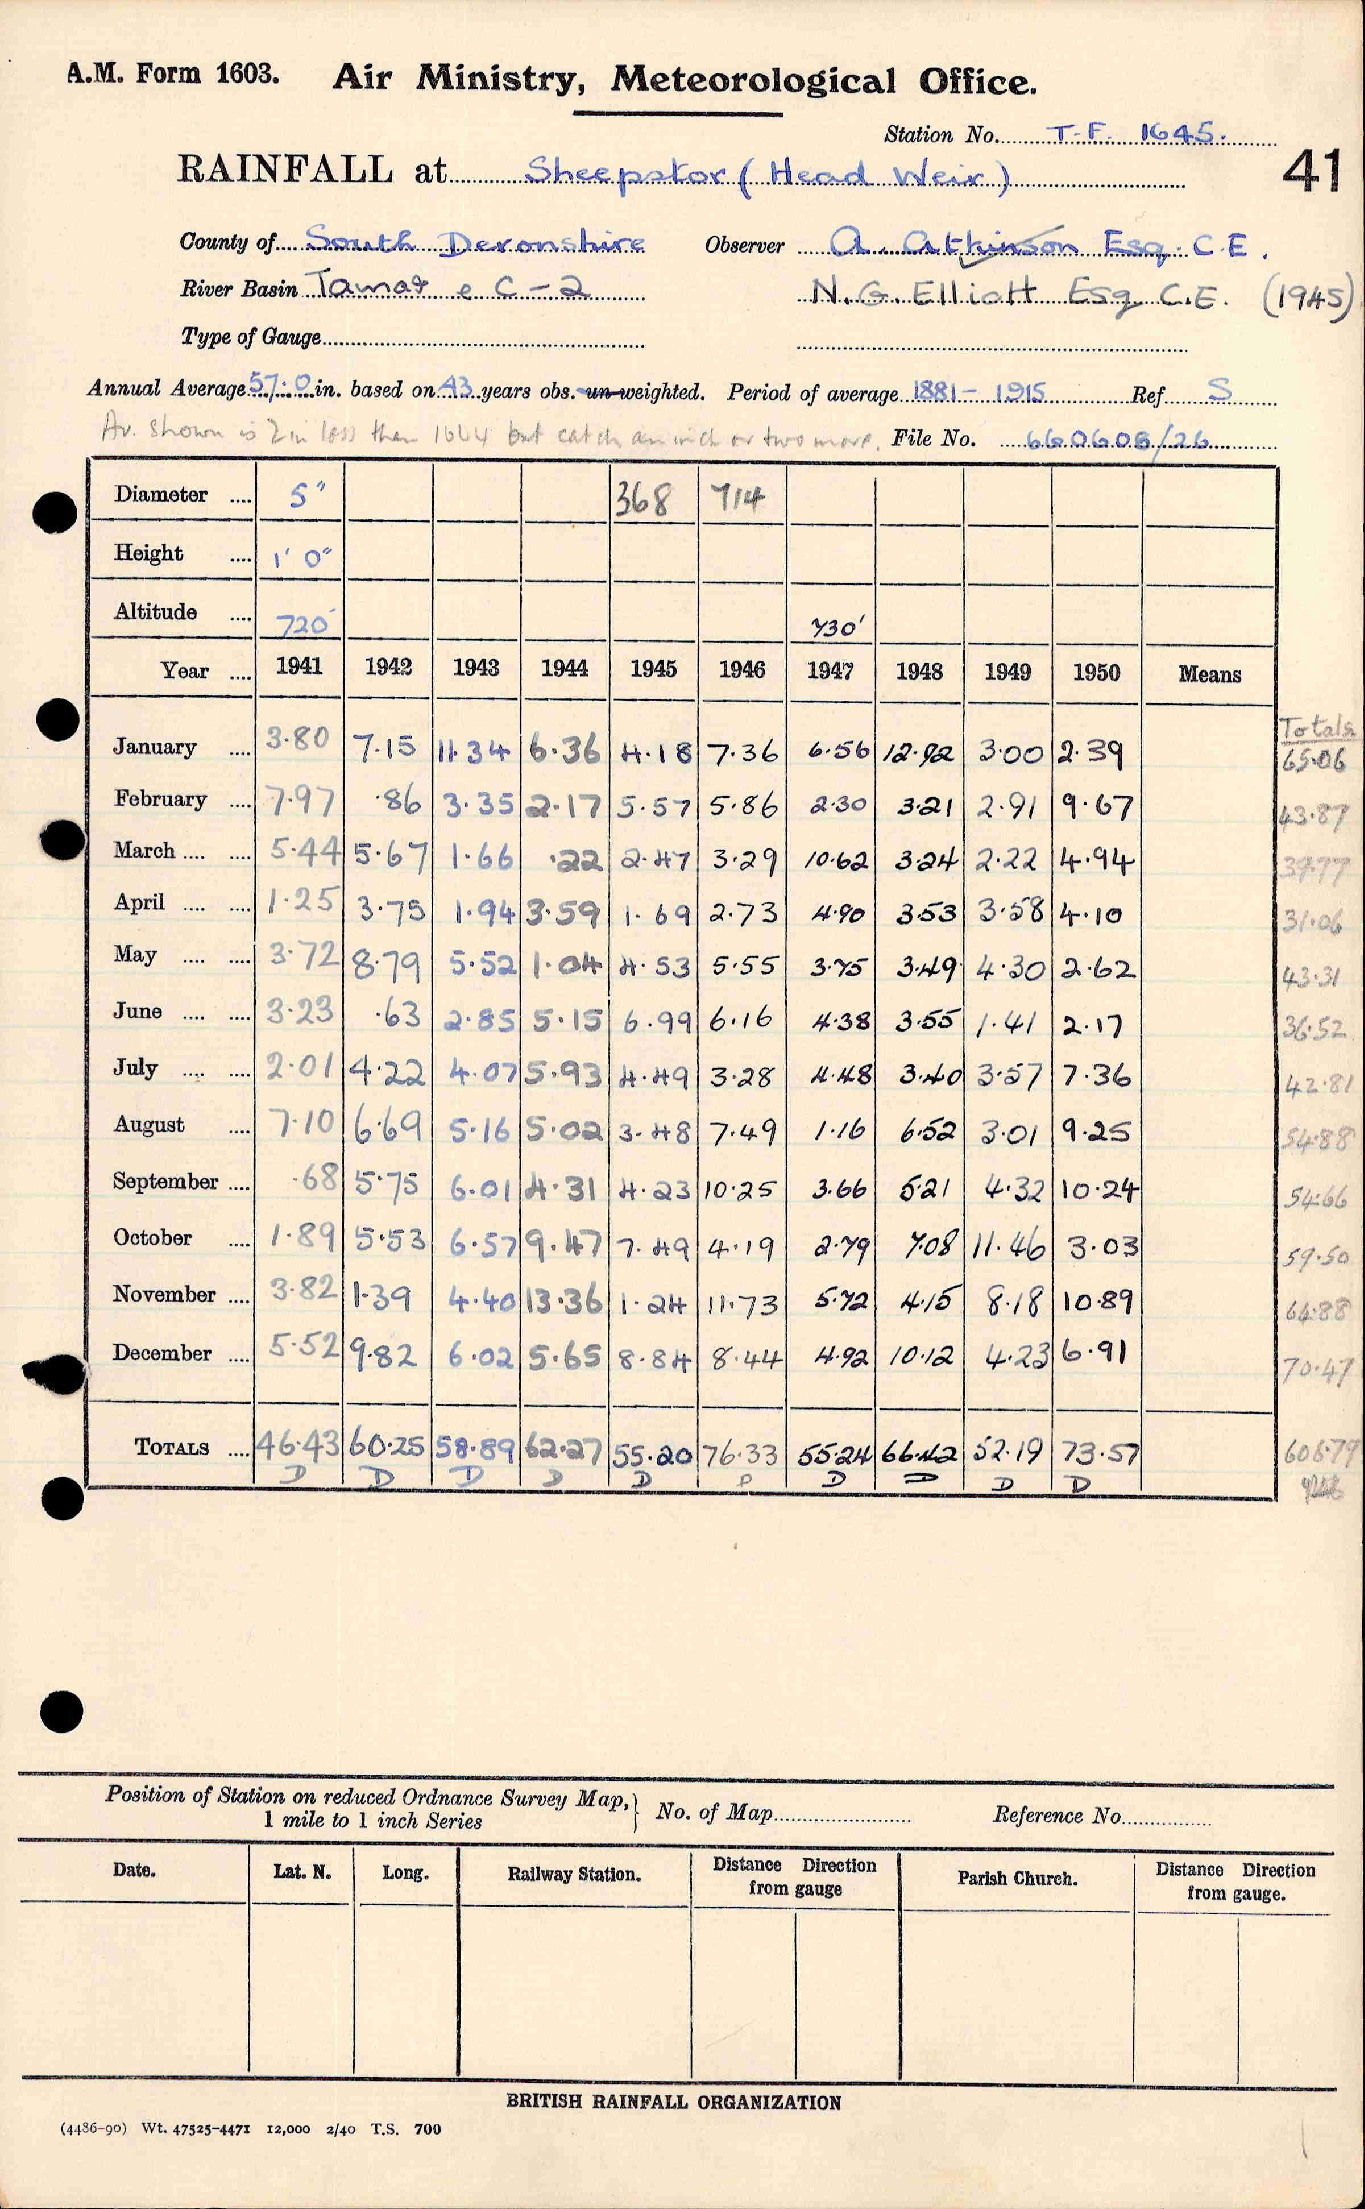 A.M. Form 1603. Air Ministry, Meteorological Office.
Station No. T.F. 1645.
RAINFALL at Sheepstor (Head Weir) 41
County of South Devonshire Observer A. Atkinson Esq. C.E.
River Basin Tamar e C-2 N.G. Elliott Esq C.E. (1945)
Type of Gauge
Annual Average 57.0 in. based on 43 years obs. un-weighted. Period of average 1881-1915 Ref S
Av. shown is 2 in less than 1664 but catch an inch or two more. File No. 660608/26
Diameter .... 5" 368 714
Height .... 1' 0"
Altitude .... 720' 730'
Year .... 1941 1942 1943 1944 1945 1946 1947 1948 1949 1950 Means
Totals
January .... 3.80 7.15 11.34 6.36 4.18 7.36 6.56 12.92 3.00 2.39 65.06
February .... 7.97 .86 3.35 2.17 5.57 5.86 2.30 3.21 2.91 9.67 43.87
March .... .... 5.44 5.67 1.66 .22 2.47 3.29 10.62 3.24 2.22 4.94 39.77
April .... .... 1.25 3.75 1.94 3.59 1.69 2.73 4.90 3.53 3.58 4.10 31.06
May .... .... 3.72 8.79 5.52 1.04 4.53 5.55 3.75 3.49 4.30 2.62 43.31
June .... .... 3.23 .63 2.85 5.15 6.99 6.16 4.38 3.55 1.41 2.17 36.52
July .... .... 2.01 4.22 4.07 5.93 4.49 3.28 4.48 3.40 3.57 7.36 42.81
August .... 7.10 6.69 5.16 5.02 3.48 7.49 1.16 6.52 3.01 9.25 54.88
September .... .68 5.75 6.01 4.31 4.23 10.25 3.66 5.21 4.32 10.24 54.66
October .... 1.89 5.53 6.57 9.47 7.49 4.19 2.79 7.08 11.46 3.03 59.50
November .... 3.82 1.39 4.40 13.36 1.24 11.73 5.72 4.15 8.18 10.89 64.88
December .... 5.52 9.82 6.02 5.65 8.84 8.44 4.92 10.12 4.23 6.91 70.47
TOTALS .... 46.43 60.25 58.89 62.27 55.20 76.33 55.24 66.42 52.19 73.57 606.79
D D D D D P D D D D
Position of Station on reduced Ordnance Survey Map, } No. of Map Reference No.
1 mile to 1 inch Series
Date. Lat. N. Long. Railway Station. Distance Direction from gauge Parish Church. Distance Direction from gauge.
BRITISH RAINFALL ORGANIZATION
(4486-90) Wt. 47525-4471 12,000 2/40 T.S. 700